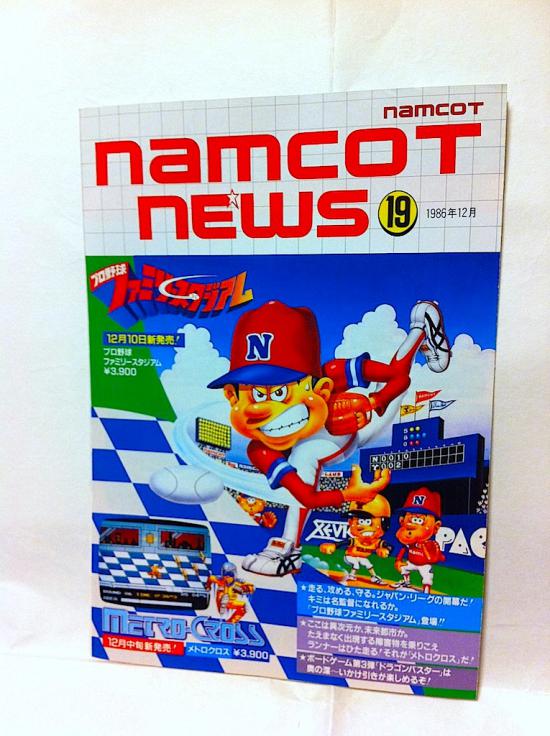 namcoT
namcoT
NEWS 19 1986年12月
プロ野球
ファミリースタジアム
12月10日新発売!
プロ野球
ファミリースタジアム
¥3,900
N
N0010
Y002
N
XEVI
PAC
METRO-CROSS
12月中旬新発売! メトロクロス ¥3,900
★走る、攻める、守る。ジャパン・リーグの開幕だ!
キミは名監督になれるか。
「プロ野球ファミリースタジアム」登場!!
★ここは異次元か、未来都市か。
たえまなく出現する障害物を乗りこえ
ランナーはひた走る!それが「メトロクロス」だ!
★ボードゲーム第3弾「ドラゴンバスター」は
奥の深~いかけ引きが楽しめるぞ!